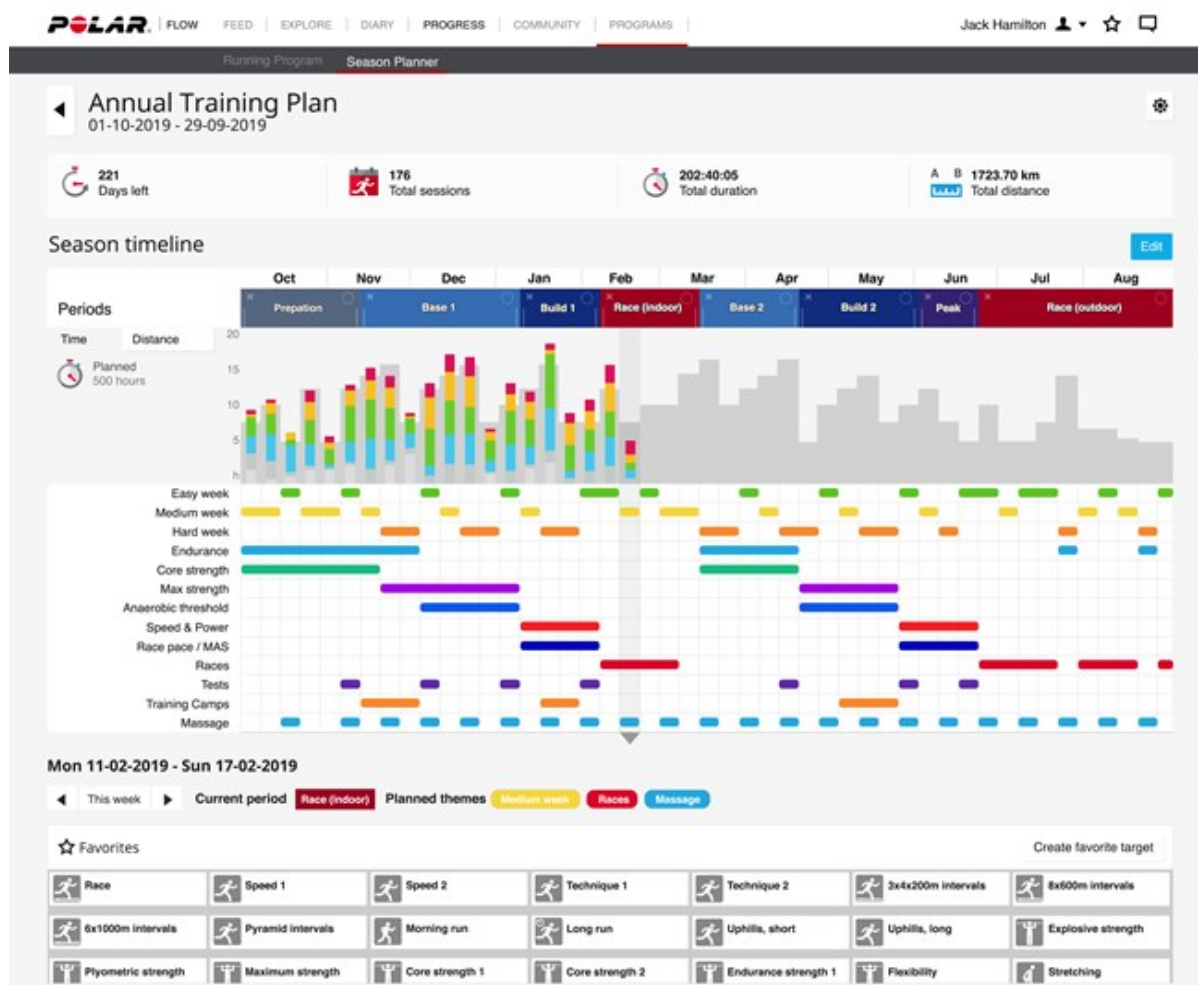 POLAR. FLOW FEED EXPLORE DIARY PROGRESS COMMUNITY PROGRAMS Jack Hamilton
Running Program Season Planner
Annual Training Plan
01-10-2019 - 29-09-2019
221
Days left
176
Total sessions
202:40:05
Total duration
A B 1723.70 km
Total distance
Season timeline Edit
Oct Nov Dec Jan Feb Mar Apr May Jun Jul Aug
Periods Prepation Base 1 Build 1 Race (indoor) Base 2 Build 2 Peak Race (outdoor)
Time Distance
Planned
500 hours
20
15
10
5
h
Easy week
Medium week
Hard week
Endurance
Core strength
Max strength
Anaerobic threshold
Speed & Power
Race pace / MAS
Races
Tests
Training Camps
Massage
Mon 11-02-2019 - Sun 17-02-2019
This week Current period Race (indoor) Planned themes Medium week Races Massage
Favorites Create favorite target
Race Speed 1 Speed 2 Technique 1 Technique 2 3x4x200m intervals 8x600m intervals
6x1000m intervals Pyramid intervals Morning run Long run Uphills, short Uphills, long Explosive strength
Plyometric strength Maximum strength Core strength 1 Core strength 2 Endurance strength 1 Flexibility Stretching